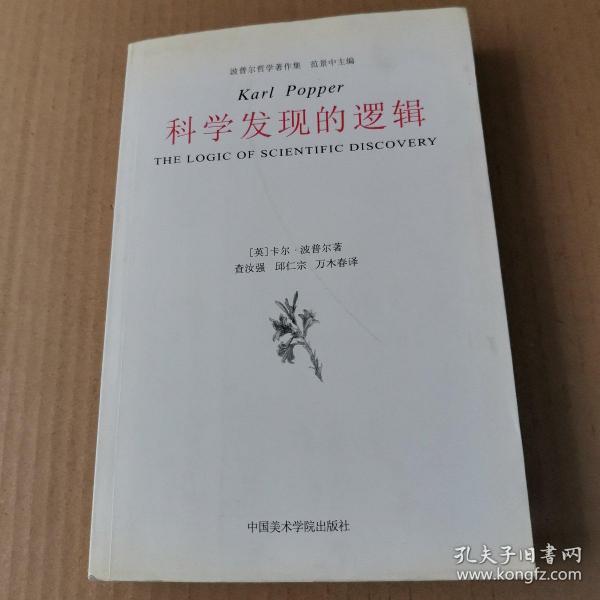 波普尔哲学著作集 范景中主编
Karl Popper
科学发现的逻辑
THE LOGIC OF SCIENTIFIC DISCOVERY
[英]卡尔·波普尔著
查汝强 邱仁宗 万木春译
中国美术学院出版社
孔夫子旧书网
www.kongfz.com